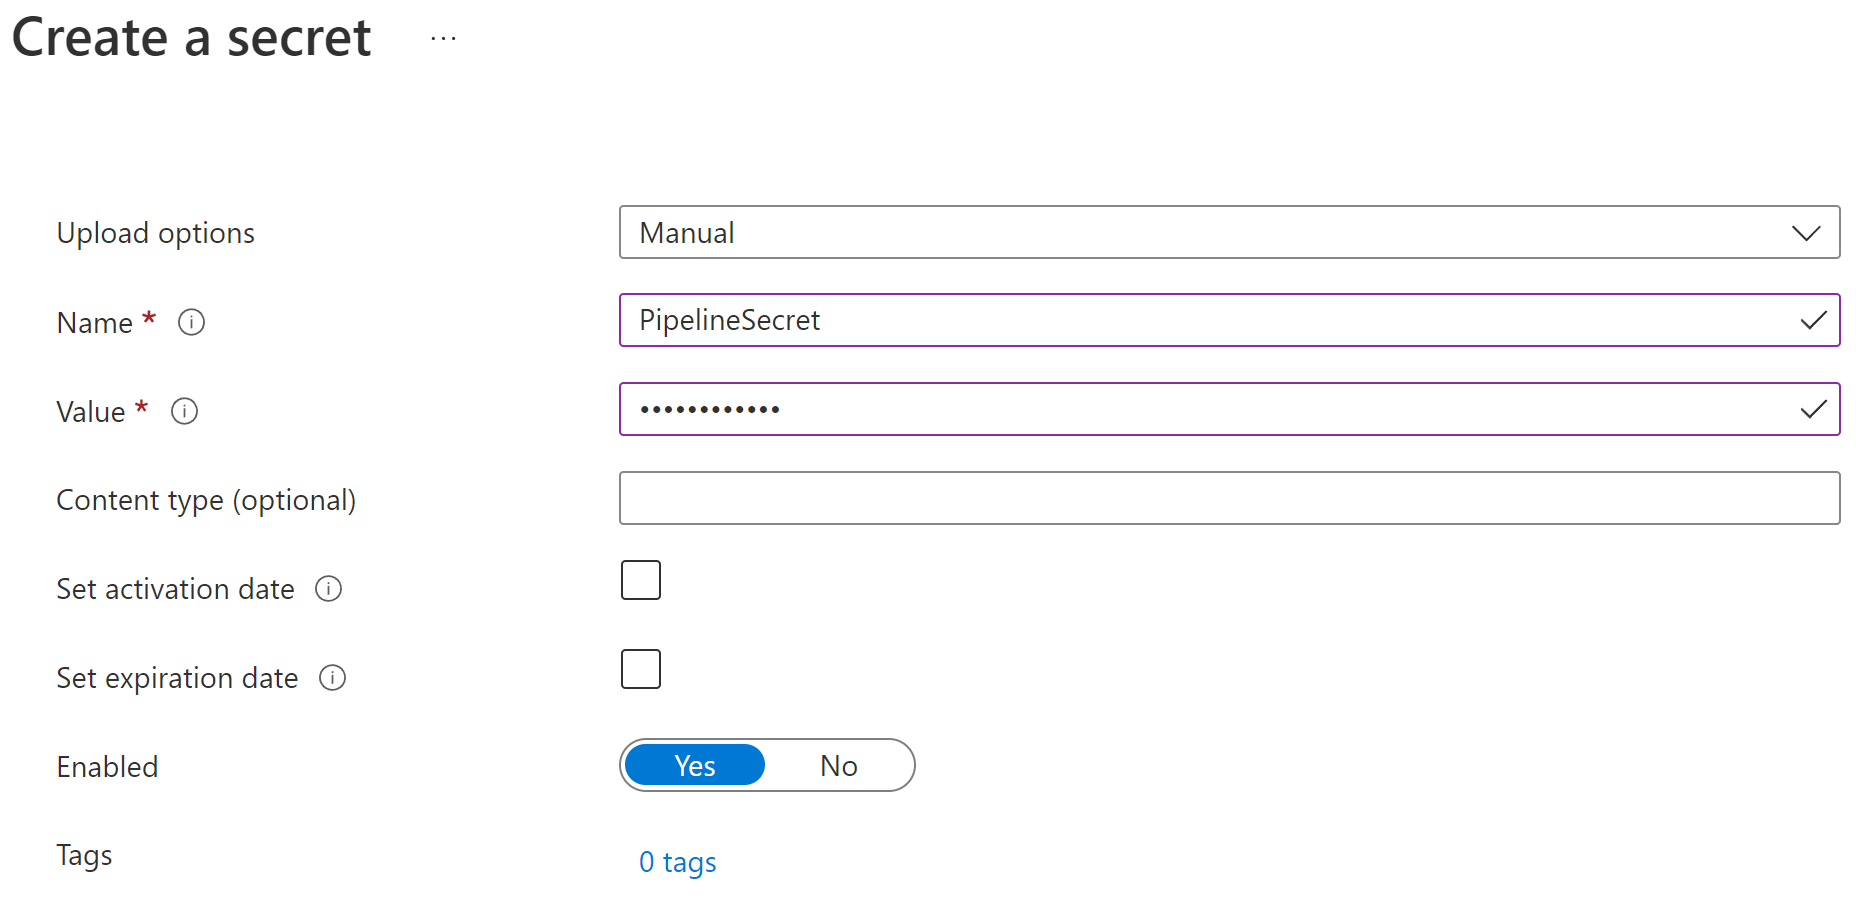 Create a secret ...
Upload options Manual
Name * PipelineSecret
Value * ••••••••••••
Content type (optional)
Set activation date
Set expiration date
Enabled Yes No
Tags 0 tags